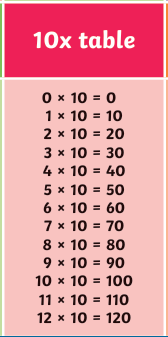 10x table
0 × 10 = 0
1 × 10 = 10
2 × 10 = 20
3 × 10 = 30
4 × 10 = 40
5 × 10 = 50
6 × 10 = 60
7 × 10 = 70
8 × 10 = 80
9 × 10 = 90
10 × 10 = 100
11 × 10 = 110
12 × 10 = 120